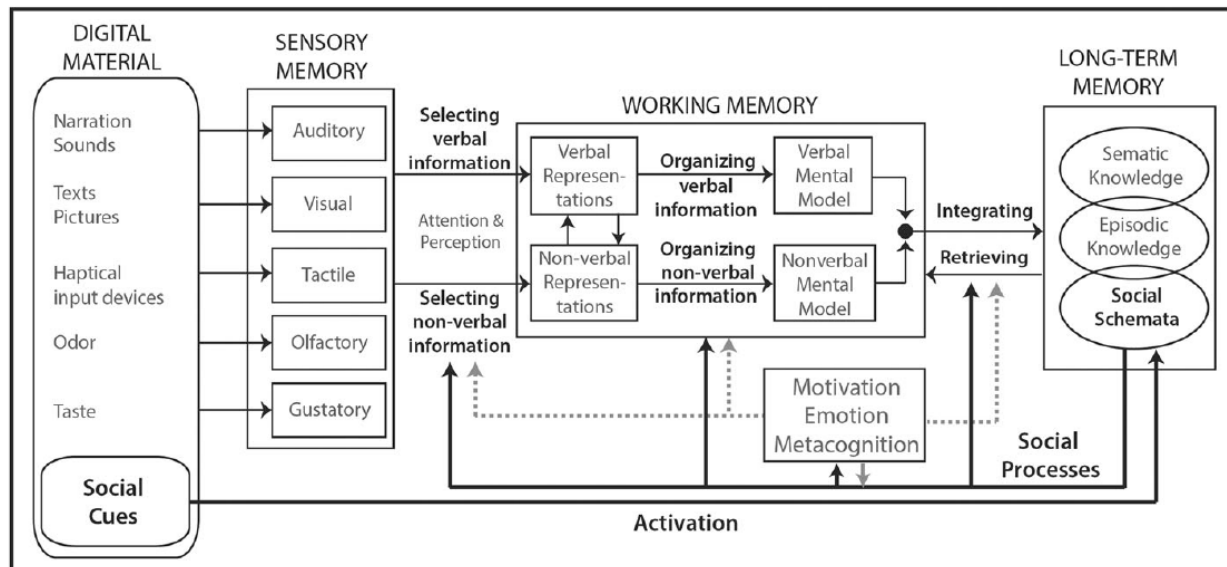 DIGITAL
MATERIAL
Narration
Sounds
Texts
Pictures
Haptical
input devices
Odor
Taste
Social
Cues
SENSORY
MEMORY
Auditory
Visual
Tactile
Olfactory
Gustatory
Selecting
verbal
information
Attention &
Perception
Selecting
non-verbal
information
WORKING MEMORY
Verbal
Represen-
tations
Non-verbal
Represen-
tations
Organizing
verbal
information
Organizing
non-verbal
information
Verbal
Mental
Model
Nonverbal
Mental
Model
Integrating
Retrieving
LONG-TERM
MEMORY
Sematic
Knowledge
Episodic
Knowledge
Social
Schemata
Motivation
Emotion
Metacognition
Social
Processes
Activation